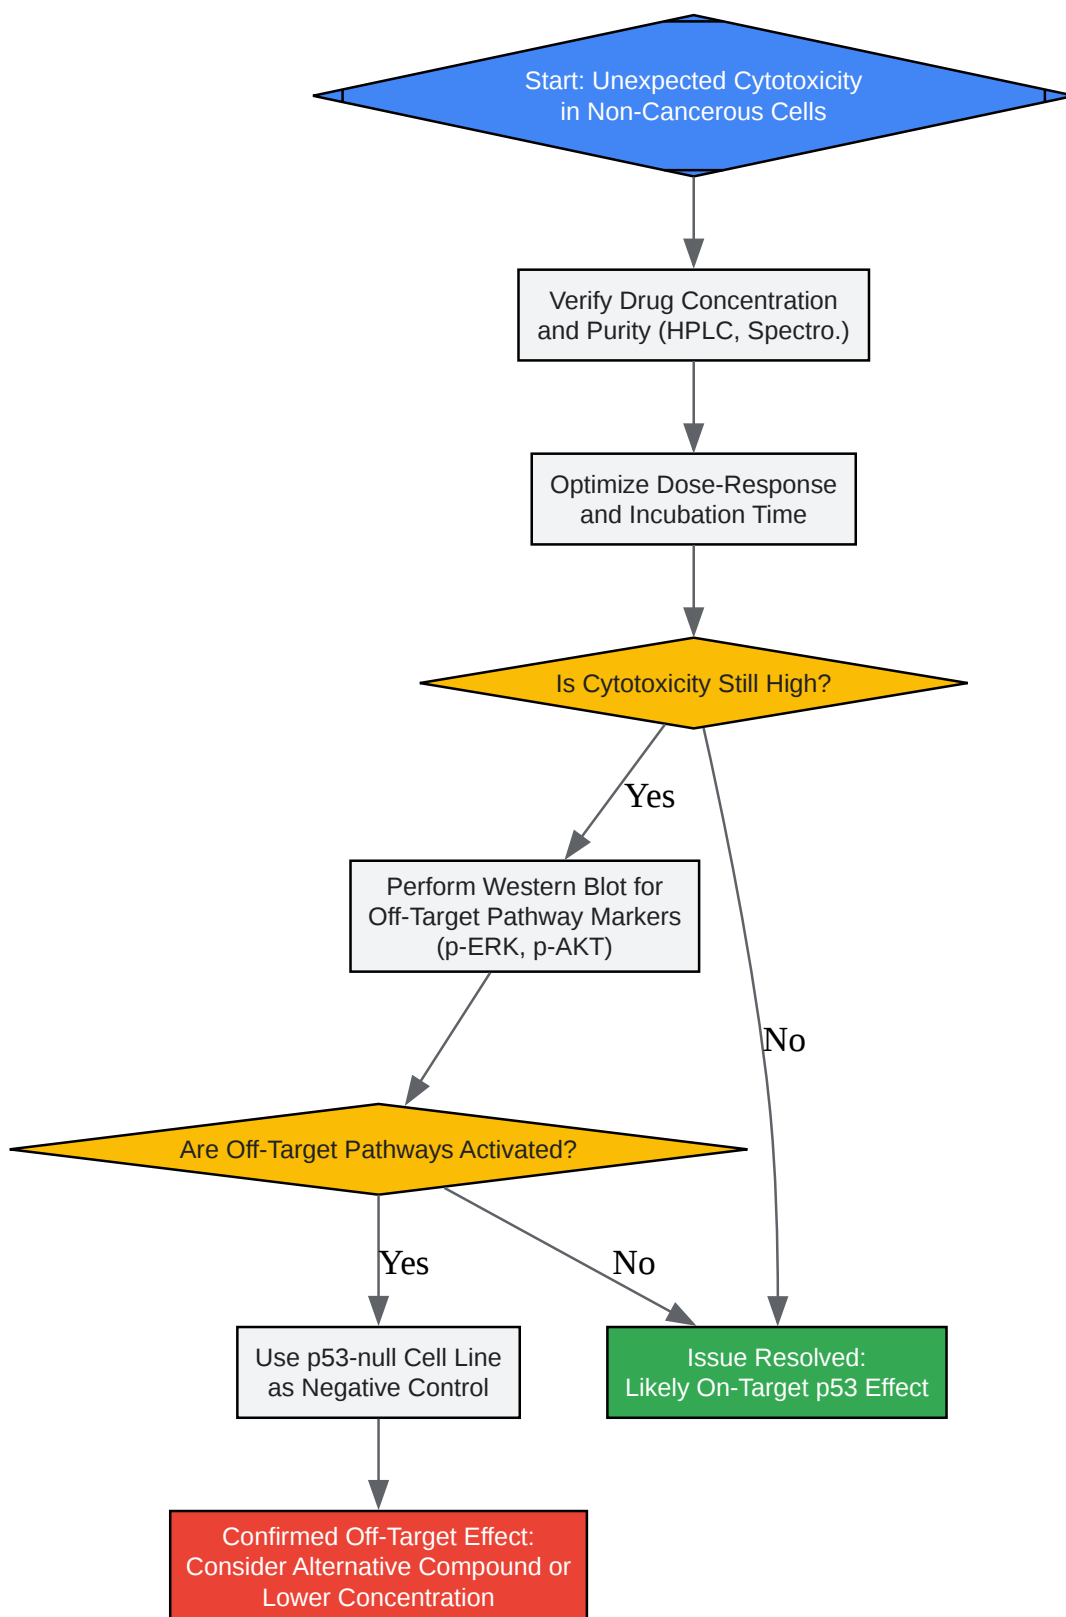 Start: Unexpected Cytotoxicity
in Non-Cancerous Cells
Verify Drug Concentration
and Purity (HPLC, Spectro.)
Optimize Dose-Response
and Incubation Time
Is Cytotoxicity Still High?
Yes
Perform Western Blot for
Off-Target Pathway Markers
(p-ERK, p-AKT)
No
Are Off-Target Pathways Activated?
Yes
No
Use p53-null Cell Line
as Negative Control
Issue Resolved:
Likely On-Target p53 Effect
Confirmed Off-Target Effect:
Consider Alternative Compound or
Lower Concentration